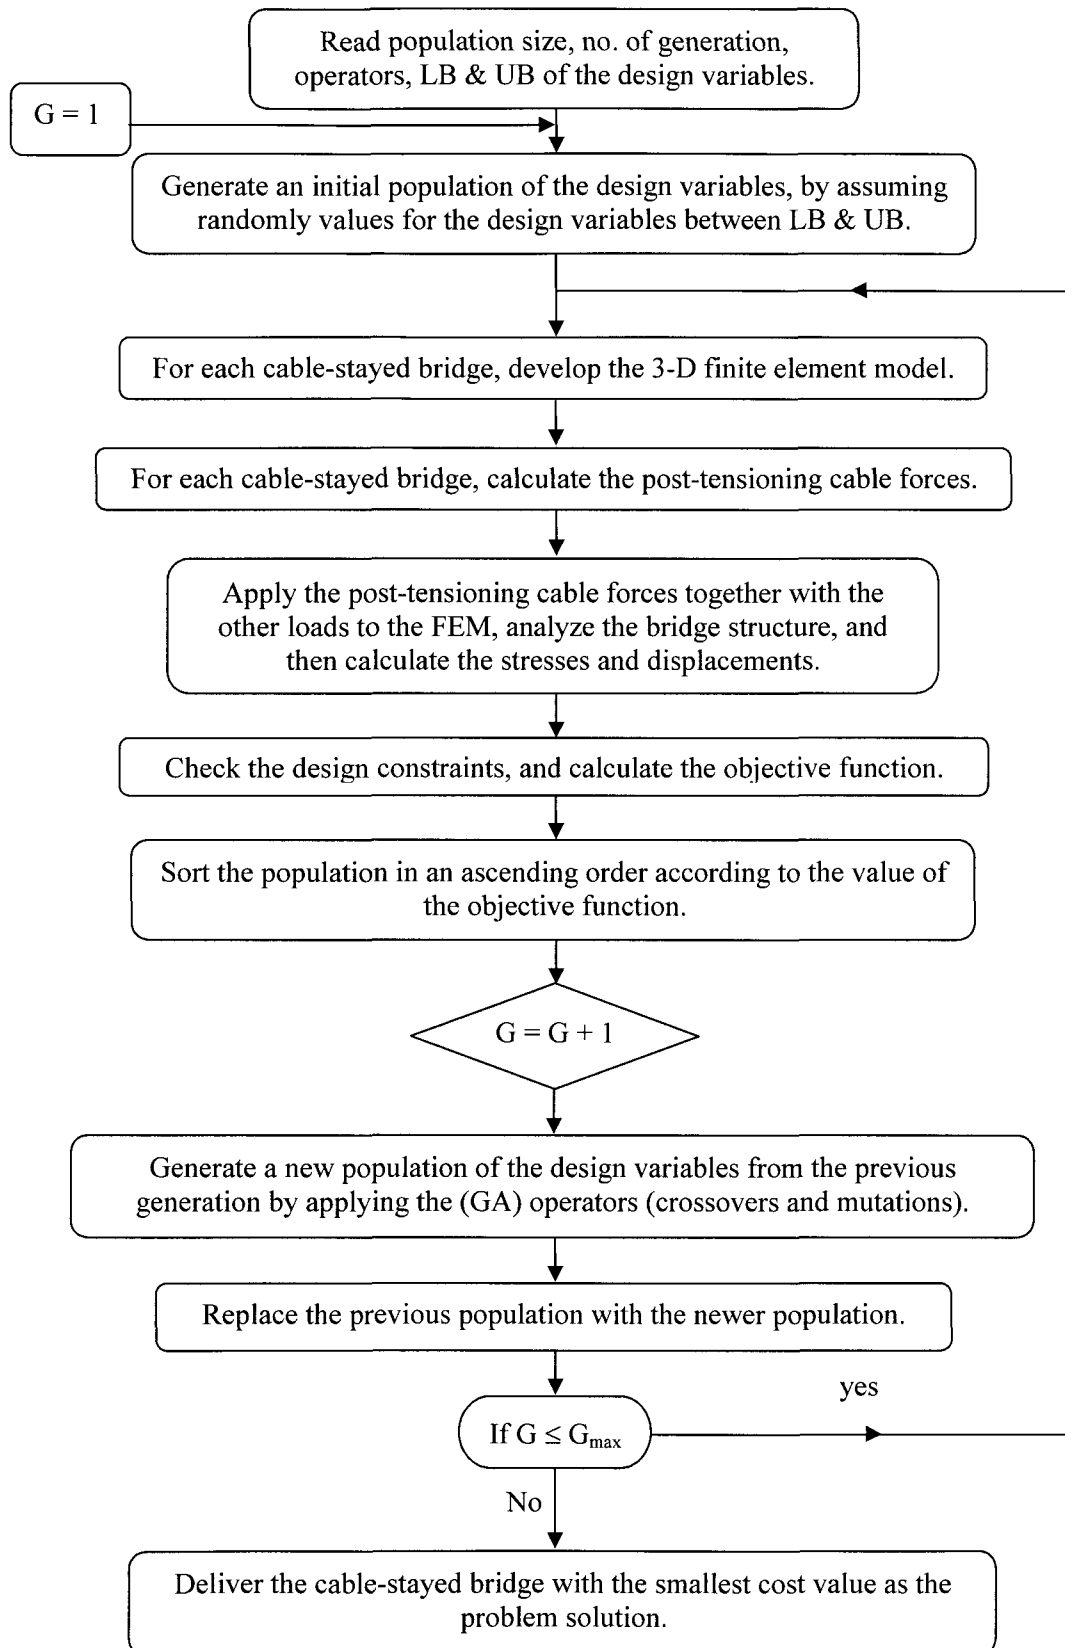 Read population size, no. of generation,
operators, LB & UB of the design variables.
G = 1
Generate an initial population of the design variables, by assuming
randomly values for the design variables between LB & UB.
For each cable-stayed bridge, develop the 3-D finite element model.
For each cable-stayed bridge, calculate the post-tensioning cable forces.
Apply the post-tensioning cable forces together with the
other loads to the FEM, analyze the bridge structure, and
then calculate the stresses and displacements.
Check the design constraints, and calculate the objective function.
Sort the population in an ascending order according to the value of
the objective function.
G = G + 1
Generate a new population of the design variables from the previous
generation by applying the (GA) operators (crossovers and mutations).
Replace the previous population with the newer population.
yes
If G ≤ Gmax
No
Deliver the cable-stayed bridge with the smallest cost value as the
problem solution.